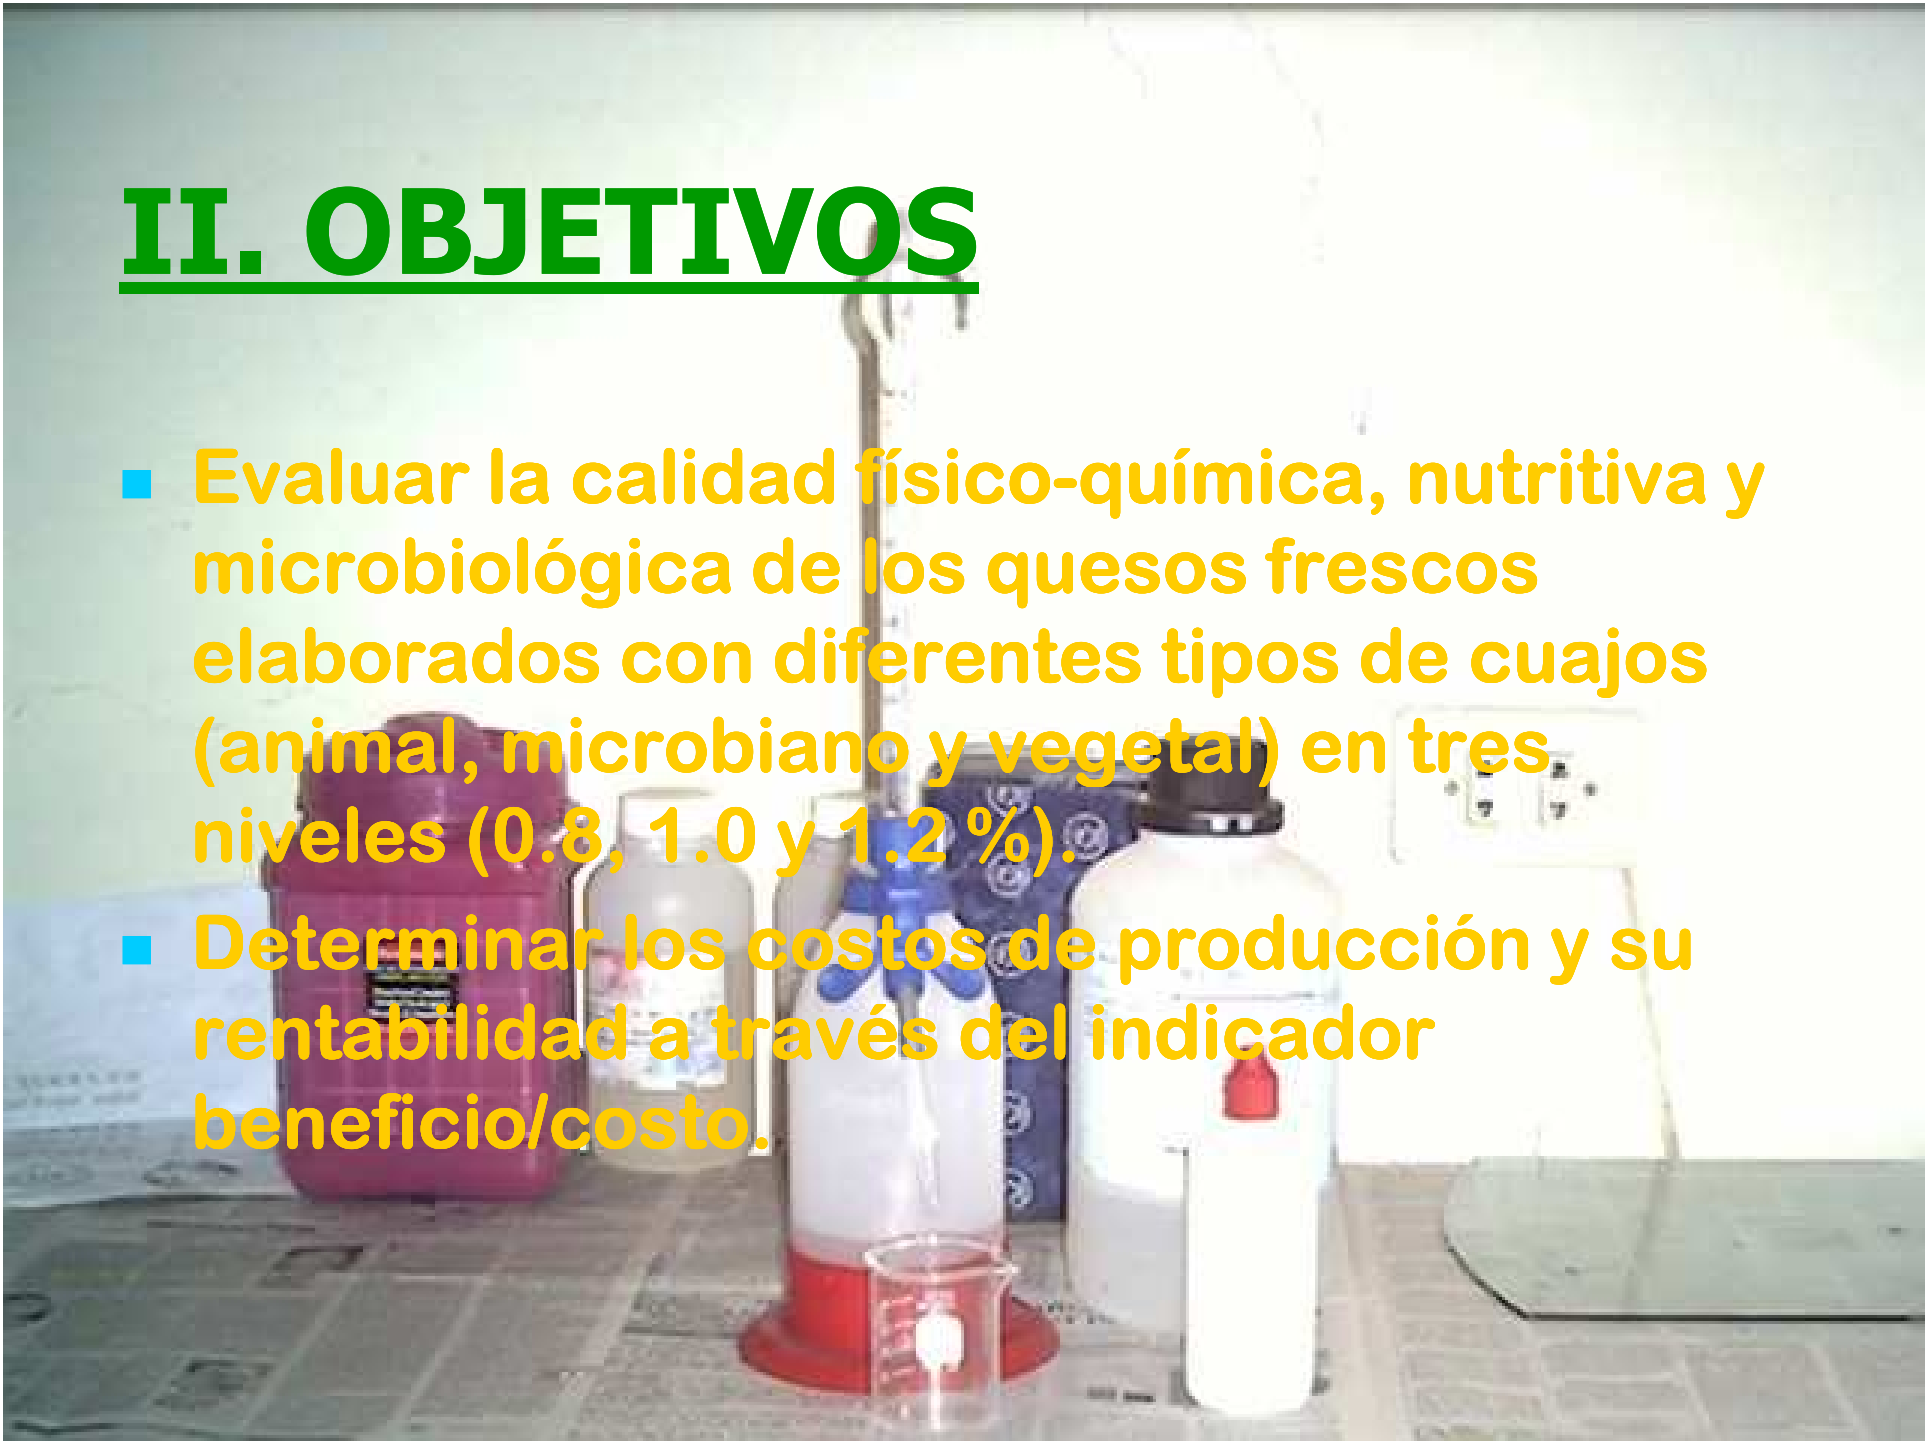 II. OBJETIVOS
Evaluar la calidad físico-química, nutritiva y
microbiológica de los quesos frescos
elaborados con diferentes tipos de cuajos
(animal, microbiano y vegetal) en tres
niveles (0.8, 1.0 y 1.2 %).
Determinar los costos de producción y su
rentabilidad a través del indicador
beneficio/costo.